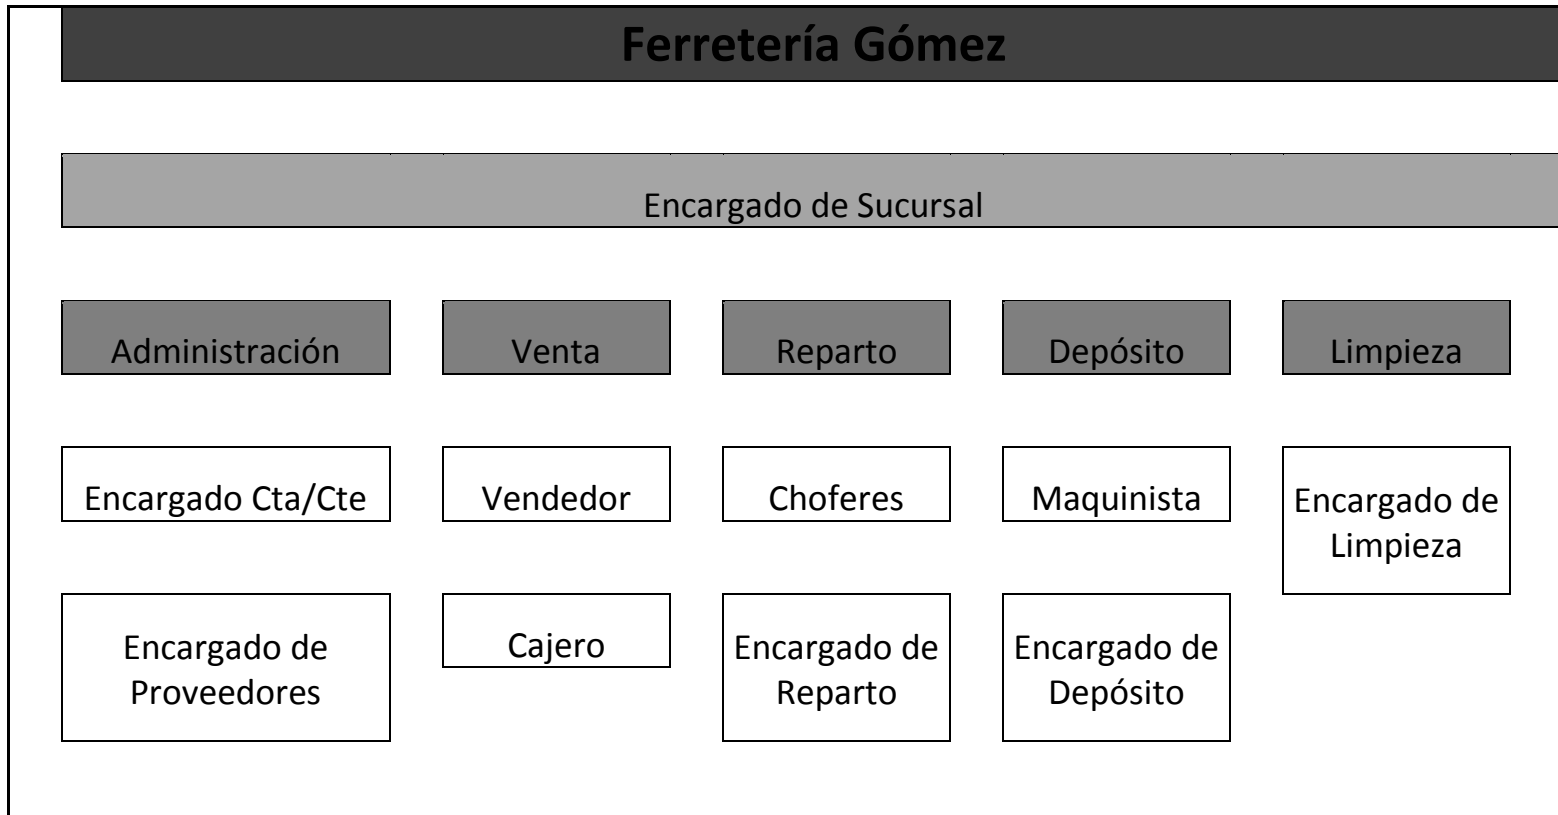 Ferretería Gómez
Encargado de Sucursal
Administración
Venta
Reparto
Depósito
Limpieza
Encargado Cta/Cte
Vendedor
Choferes
Maquinista
Encargado de
Limpieza
Encargado de
Proveedores
Cajero
Encargado de
Reparto
Encargado de
Depósito